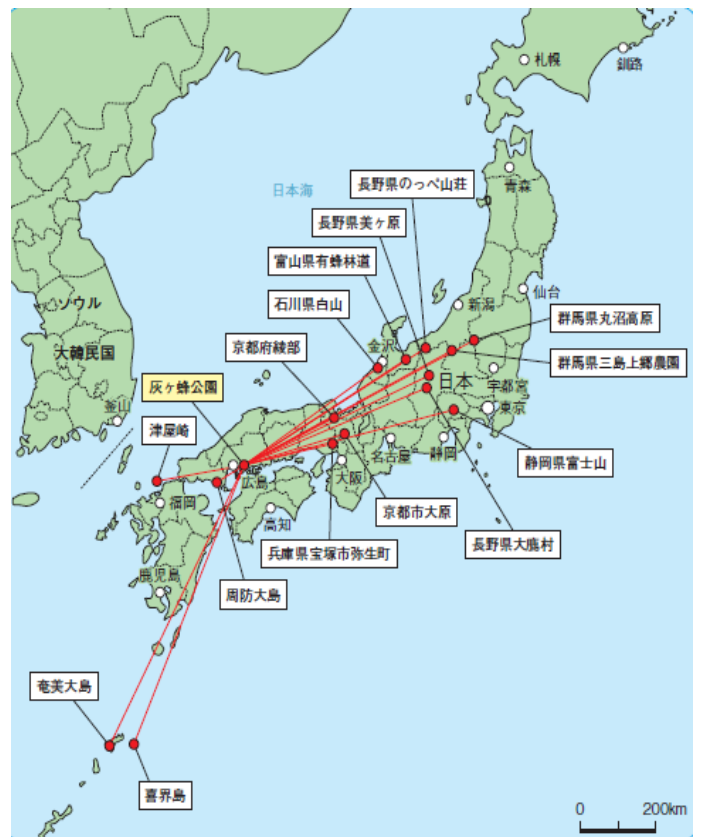 札幌
釧路
青森
長野県のっぺ山荘
日本海
長野県美ヶ原
富山県有蜂林道
仙台
ソウル
石川県白山
新潟
群馬県丸沼高原
大韓民国
京都府綾部
金沢
群馬県三島上郷農園
灰ヶ蜂公園
日本
宇都宮
釜山
東京
津屋崎
名古屋
静岡
静岡県富士山
広島
大阪
福岡
京都市大原
高知
長野県大鹿村
兵庫県宝塚市弥生町
鹿児島
周防大島
奄美大島
喜界島
0 200km